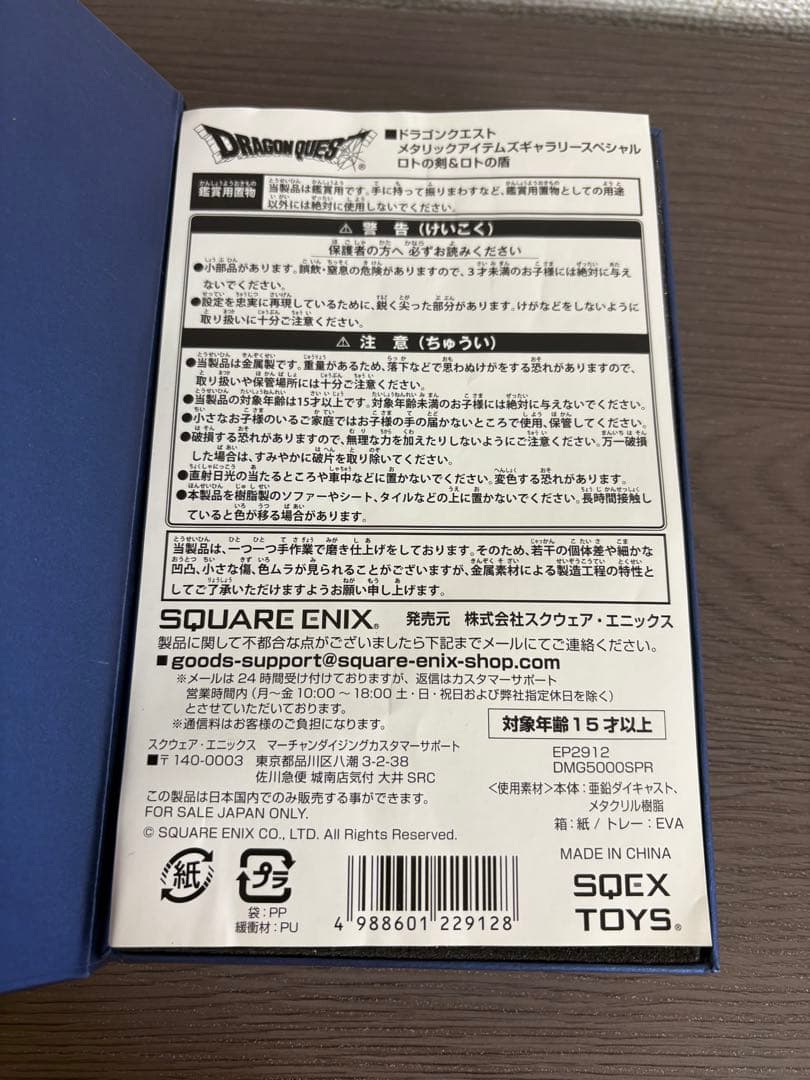 DRAGON QUEST®
■ドラゴンクエスト
メタリックアイテムズギャラリースペシャル
ロトの剣&ロトの盾
鑑賞用置物
当製品は鑑賞用です。手に持って振りまわすなど、鑑賞用置物としての用途
以外には絶対に使用しないでください。
⚠ 警 告（けいこく）
保護者の方へ 必ずお読みください
●小部品があります。誤飲・窒息の危険がありますので、3才未満のお子様には絶対に与え
ないでください。
●設定を忠実に再現しているために、鋭く尖った部分があります。けがなどをしないように
取り扱いに十分ご注意ください。
⚠ 注 意（ちゅうい）
●当製品は金属製です。重量があるため、落下などで思わぬけがをする恐れがありますので、
取り扱いや保管場所には十分ご注意ください。
●当製品の対象年齢は15才以上です。対象年齢未満のお子様には絶対に与えないでください。
●小さなお子様のいるご家庭ではお子様の手の届かないところで使用、保管してください。
●破損する恐れがありますので、無理な力を加えたりしないようにご注意ください。万一破損
した場合は、すみやかに破片を取り除いてください。
●直射日光の当たるところや車中などに置かないでください。変色する恐れがあります。
●本製品を樹脂製のソファーやシート、タイルなどの上に置かないでください。長時間接触し
ていると色が移る場合があります。
当製品は、一つ一つ手作業で磨き仕上げをしております。そのため、若干の個体差や細かな
凹凸、小さな傷、色ムラが見られることがございますが、金属素材による製造工程の特性と
してご了承いただけますようお願い申し上げます。
SQUARE ENIX® 発売元 株式会社スクウェア・エニックス
製品に関して不都合な点がございましたら下記までメールにてご連絡ください。
■goods-support@square-enix-shop.com
※メールは24時間受け付けておりますが、返信はカスタマーサポート
営業時間内（月〜金 10:00 〜 18:00 土・日・祝日および弊社指定休日を除く）
とさせていただいております。
※通信料はお客様のご負担になります。
対象年齢15才以上
スクウェア・エニックス マーチャンダイジングカスタマーサポート
■〒140-0003 東京都品川区八潮 3-2-38
佐川急便 城南店気付 大井 SRC
EP2912
DMG5000SPR
<使用素材>本体：亜鉛ダイキャスト、
メタクリル樹脂
箱：紙 / トレー：EVA
この製品は日本国内でのみ販売する事ができます。
FOR SALE JAPAN ONLY.
© SQUARE ENIX CO., LTD. All Rights Reserved.
MADE IN CHINA
紙
プラ
袋：PP
緩衝材：PU
4 988601 229128
SQEX
TOYS®